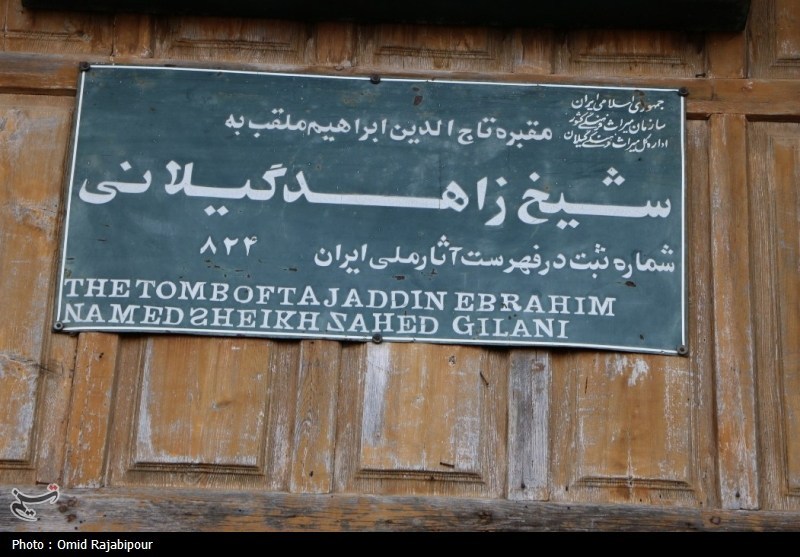 جمهوری اسلامی ایران
سازمان میراث فرهنگی کشور
اداره کل میراث فرهنگی گیلان
مقبره تاج الدین ابراهیم ملقب به
شیخ زاهد گیلانی
شماره ثبت در فهرست آثار ملی ایران ۸۲۴
THE TOMB OF TAJADDIN EBRAHIM
NAMED SHEIKH ZAHED GILANI
تسنیم
Photo : Omid Rajabipour